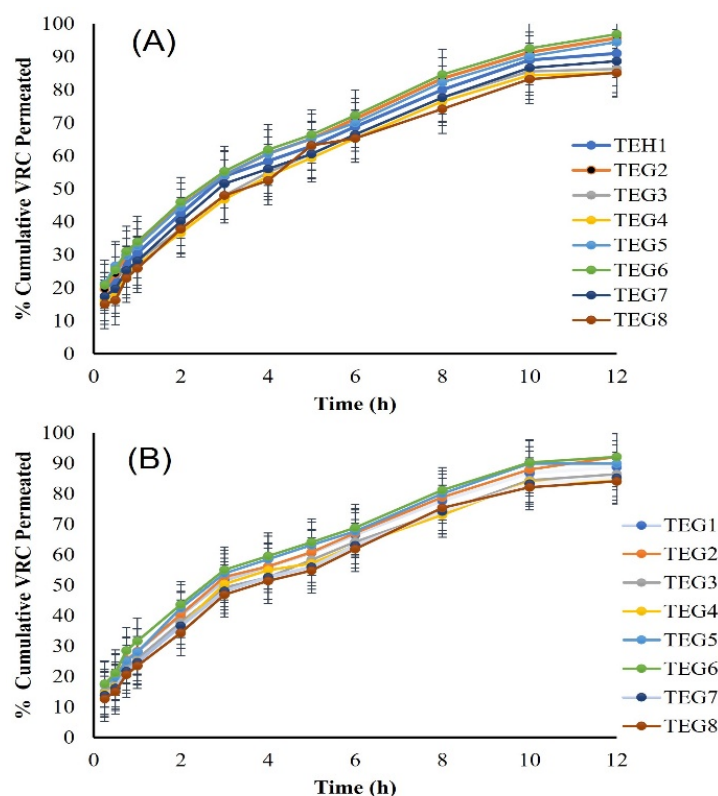 (A)
% Cumulative VRC Permeated
100
90
80
70
60
50
40
30
20
10
0
0 2 4 6 8 10 12
Time (h)
TEH1
TEG2
TEG3
TEG4
TEG5
TEG6
TEG7
TEG8
(B)
% Cumulative VRC Permeated
100
90
80
70
60
50
40
30
20
10
0
0 2 4 6 8 10 12
Time (h)
TEG1
TEG2
TEG3
TEG4
TEG5
TEG6
TEG7
TEG8